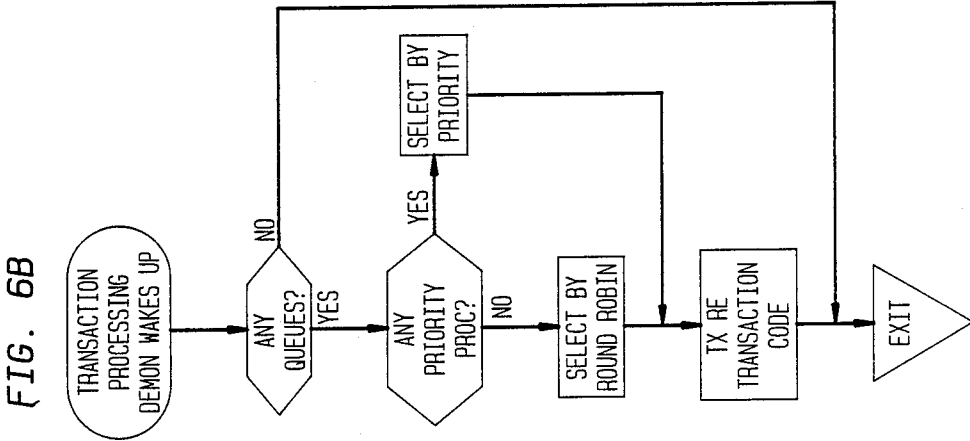 FIG. 6B
TRANSACTION
PROCESSING
DEMON WAKES UP
ANY
QUEUES?
NO
YES
ANY
PRIORITY
PROC?
YES
NO
SELECT BY
PRIORITY
SELECT BY
ROUND ROBIN
TX RE
TRANSACTION
CODE
EXIT